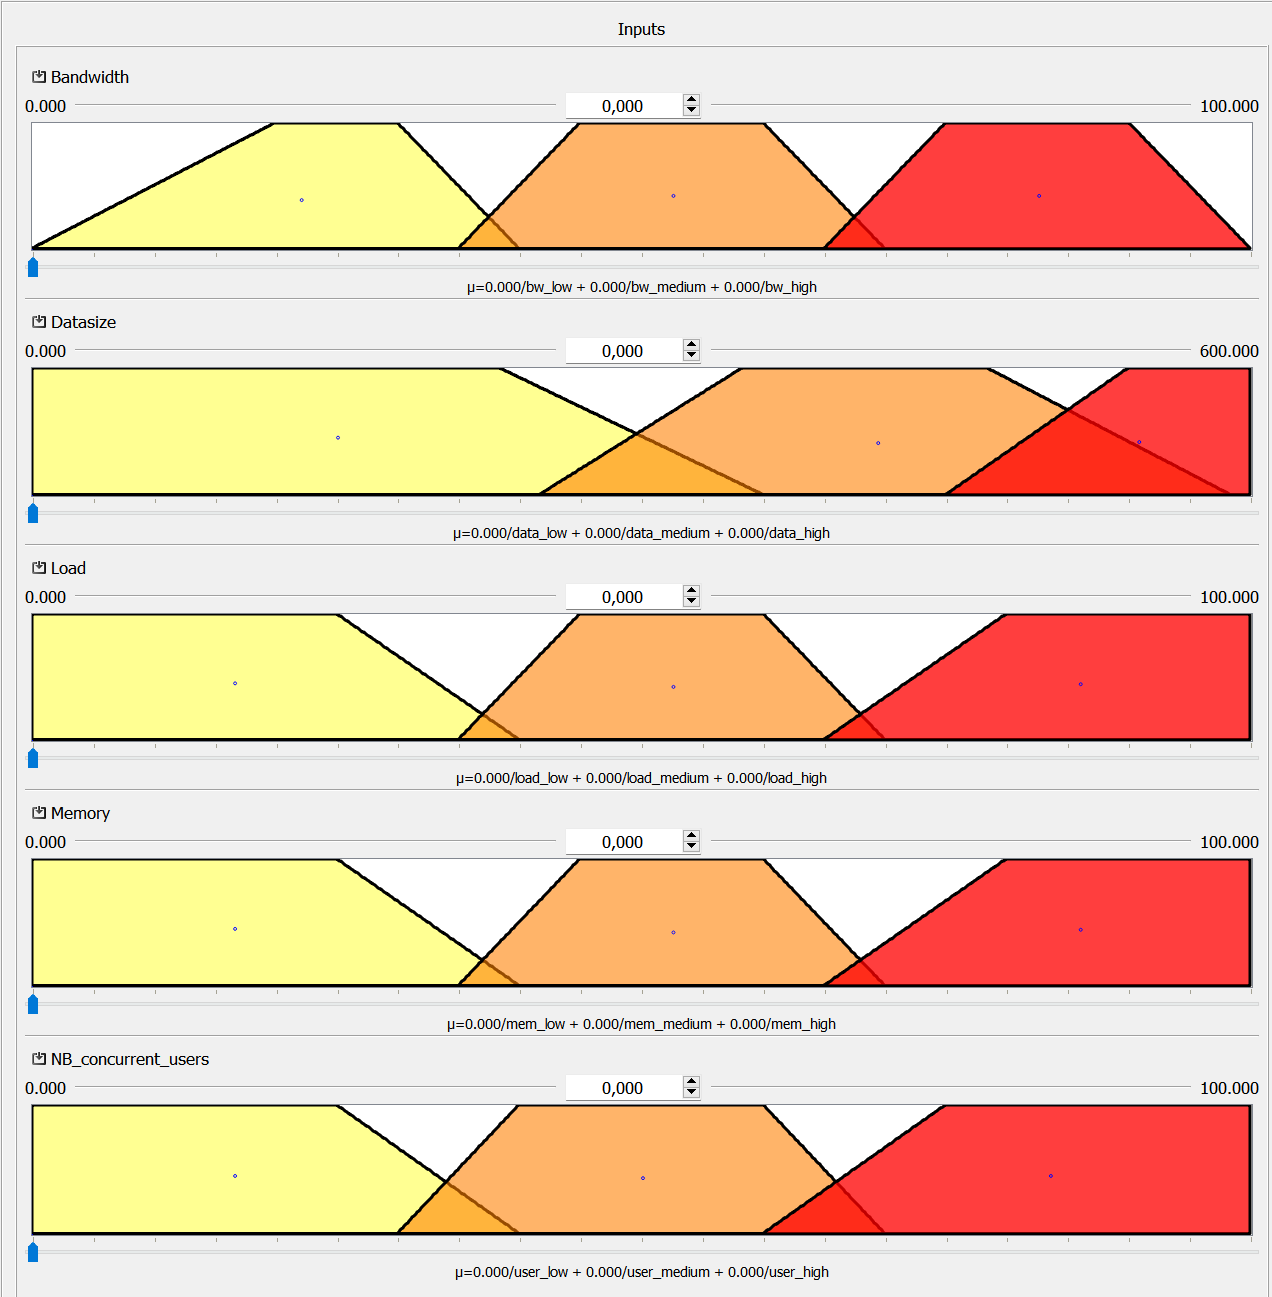 Inputs
Bandwidth
0.000 0,000 100.000
µ=0.000/bw_low + 0.000/bw_medium + 0.000/bw_high
Datasize
0.000 0,000 600.000
µ=0.000/data_low + 0.000/data_medium + 0.000/data_high
Load
0.000 0,000 100.000
µ=0.000/load_low + 0.000/load_medium + 0.000/load_high
Memory
0.000 0,000 100.000
µ=0.000/mem_low + 0.000/mem_medium + 0.000/mem_high
NB_concurrent_users
0.000 0,000 100.000
µ=0.000/user_low + 0.000/user_medium + 0.000/user_high